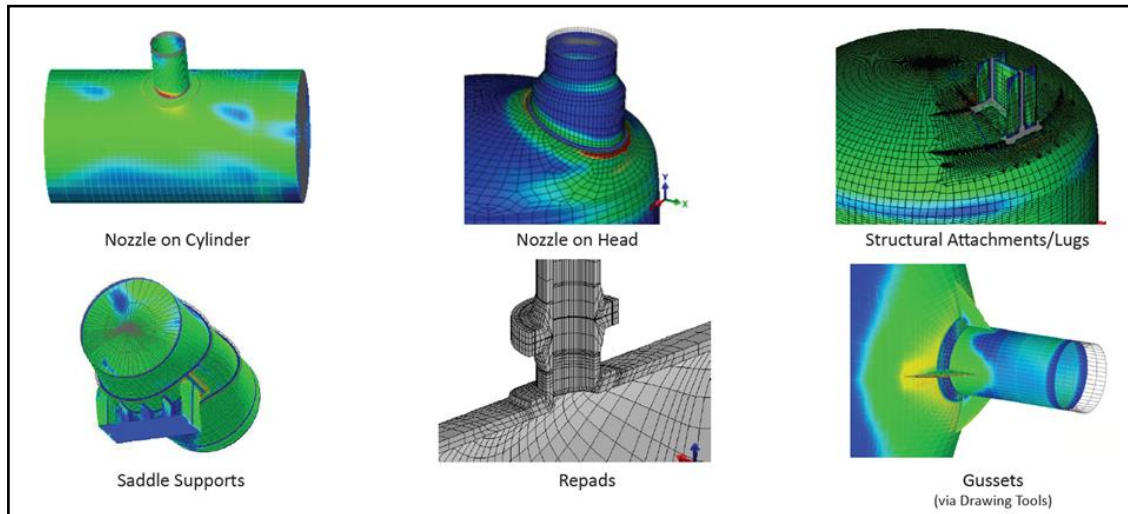 Nozzle on Cylinder
Nozzle on Head
Structural Attachments/Lugs
Y
X
Saddle Supports
Repads
Gussets
(via Drawing Tools)